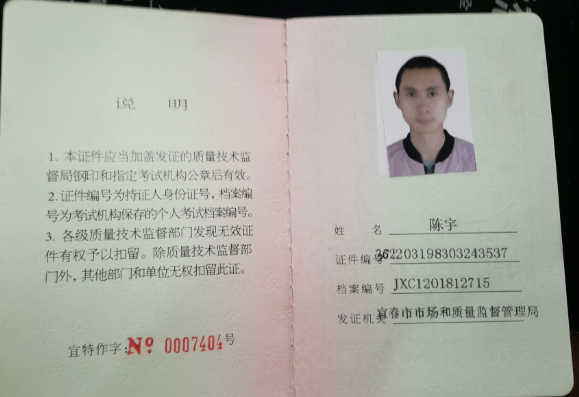 说 明
1. 本证件应当加盖发证的质量技术监
督局钢印和指定考试机构公章后有效。
2. 证件编号为持证人身份证号，档案编
号为考试机构保存的个人考试档案编号。
3. 各级质量技术监督部门发现无效证
件有权予以扣留。除质量技术监督部
门外，其他部门和单位无权扣留此证。
宜特作字：№ 0007404号
姓 名 陈宇
证件编号 362203198303243537
档案编号 JXC1201812715
发证机关 宜春市市场和质量监督管理局